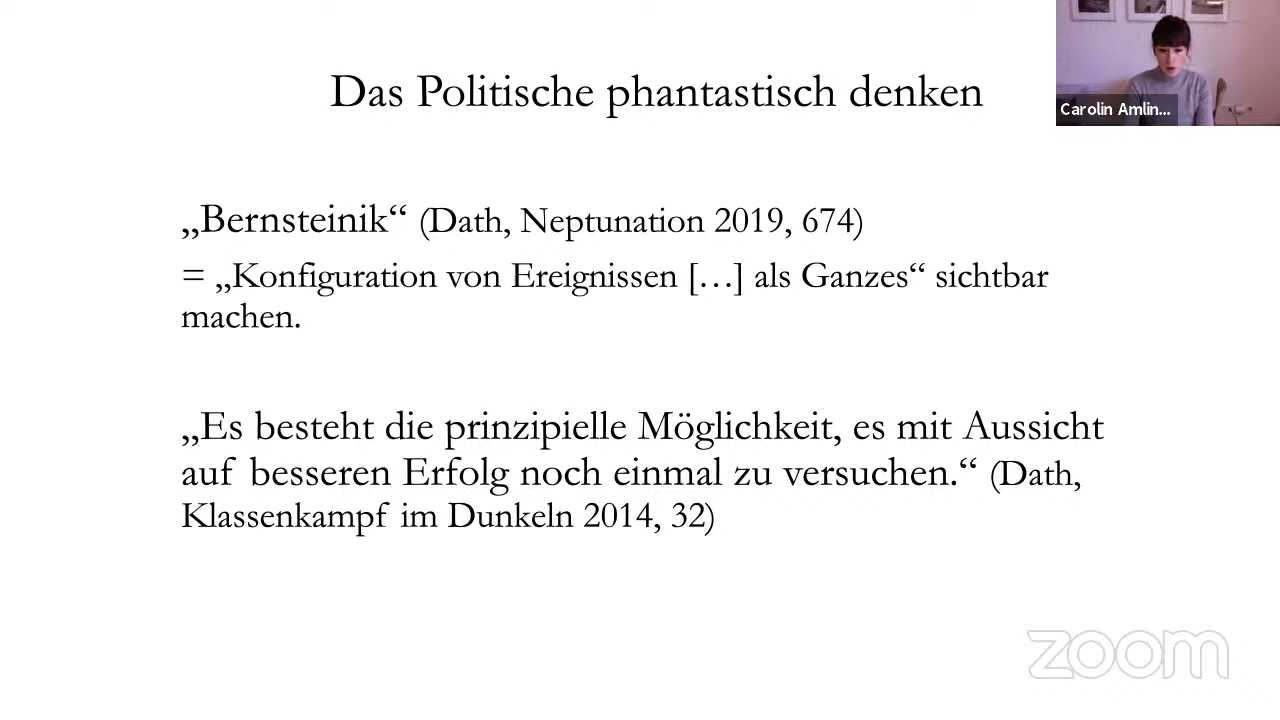 Das Politische phantastisch denken
Carolin Amlin...
„Bernsteinik“ (Dath, Neptunation 2019, 674)
= „Konfiguration von Ereignissen […] als Ganzes“ sichtbar
machen.
„Es besteht die prinzipielle Möglichkeit, es mit Aussicht
auf besseren Erfolg noch einmal zu versuchen.“ (Dath,
Klassenkampf im Dunkeln 2014, 32)
zoom